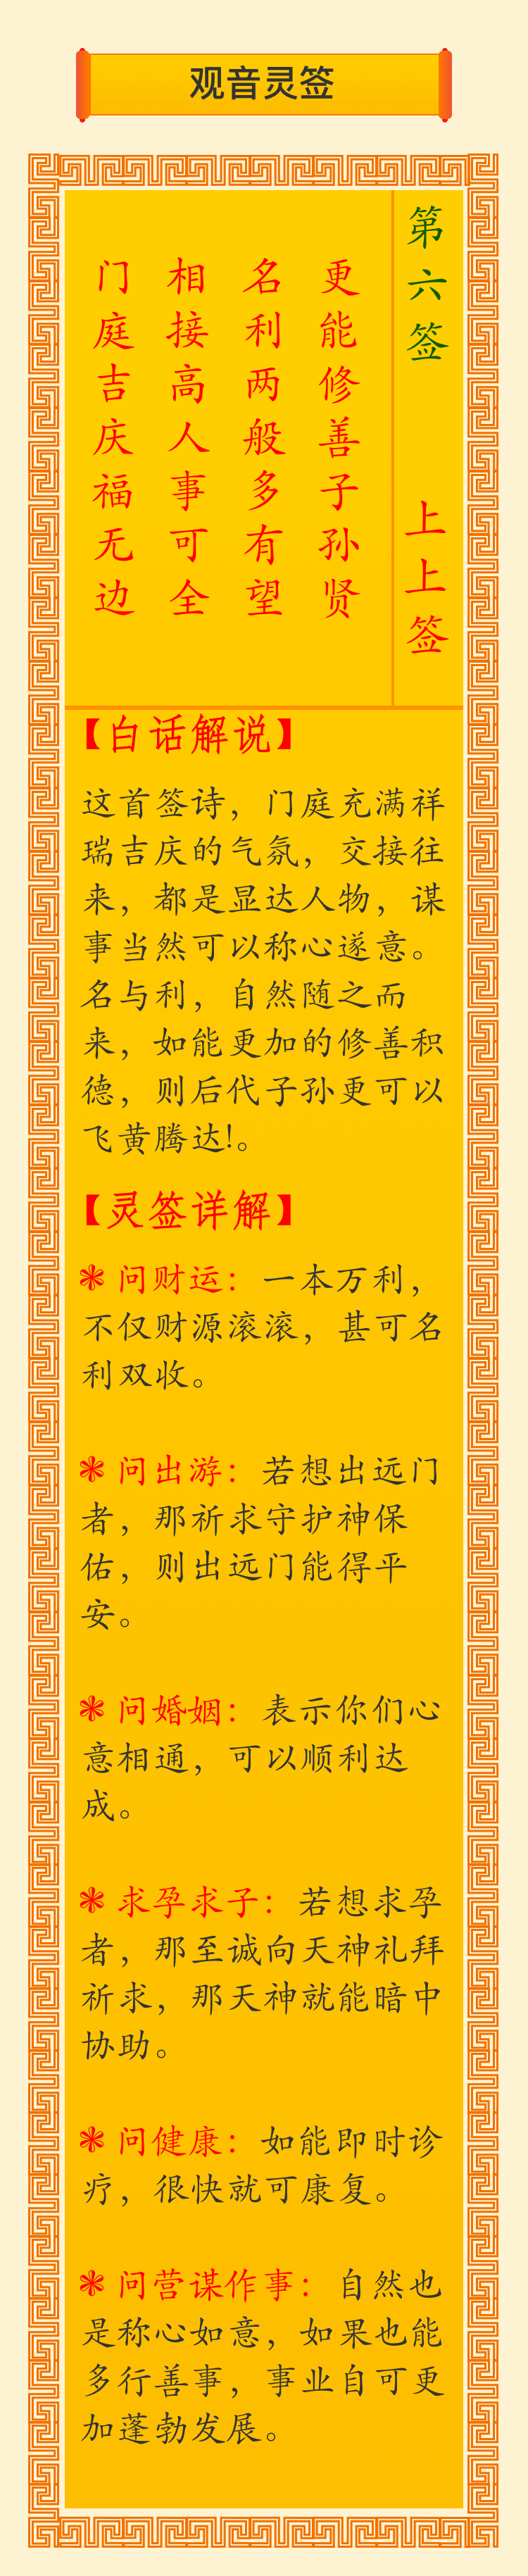 观音灵签
第六签
上上签
门庭吉庆福无边
相接高人事可全
名利两般多有望
更能修善子孙贤
【白话解说】
这首签诗，门庭充满祥
瑞吉庆的气氛，交接往
来，都是显达人物，谋
事当然可以称心遂意。
名与利，自然随之而
来，如能更加的修善积
德，则后代子孙更可以
飞黄腾达!。
【灵签详解】
❃ 问财运：一本万利，
不仅财源滚滚，甚可名
利双收。
❃ 问出游：若想出远门
者，那祈求守护神保
佑，则出远门能得平
安。
❃ 问婚姻：表示你们心
意相通，可以顺利达
成。
❃ 求孕求子：若想求孕
者，那至诚向天神礼拜
祈求，那天神就能暗中
协助。
❃ 问健康：如能即时诊
疗，很快就可康复。
❃ 问营谋作事：自然也
是称心如意，如果也能
多行善事，事业自可更
加蓬勃发展。